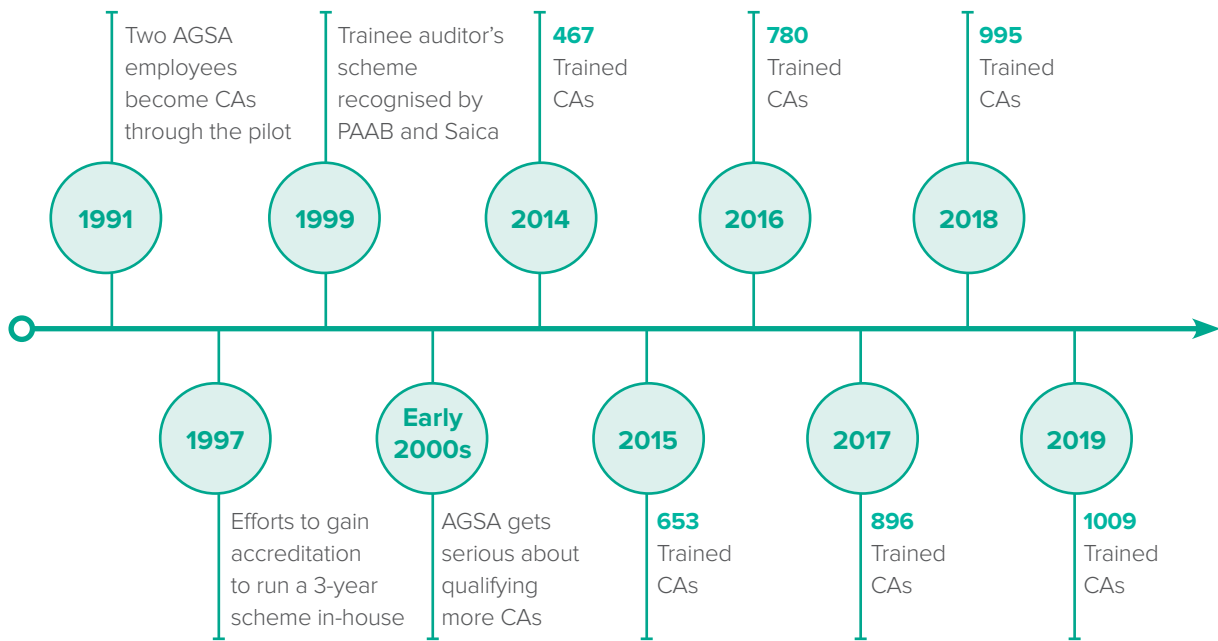 Two AGSA
employees
become CAs
through the pilot
1991
Trainee auditor’s
scheme
recognised by
PAAB and Saica
1999
467
Trained
CAs
2014
780
Trained
CAs
2016
995
Trained
CAs
2018
1997
Efforts to gain
accreditation
to run a 3-year
scheme in-house
Early
2000s
AGSA gets
serious about
qualifying
more CAs
2015
653
Trained
CAs
2017
896
Trained
CAs
2019
1009
Trained
CAs